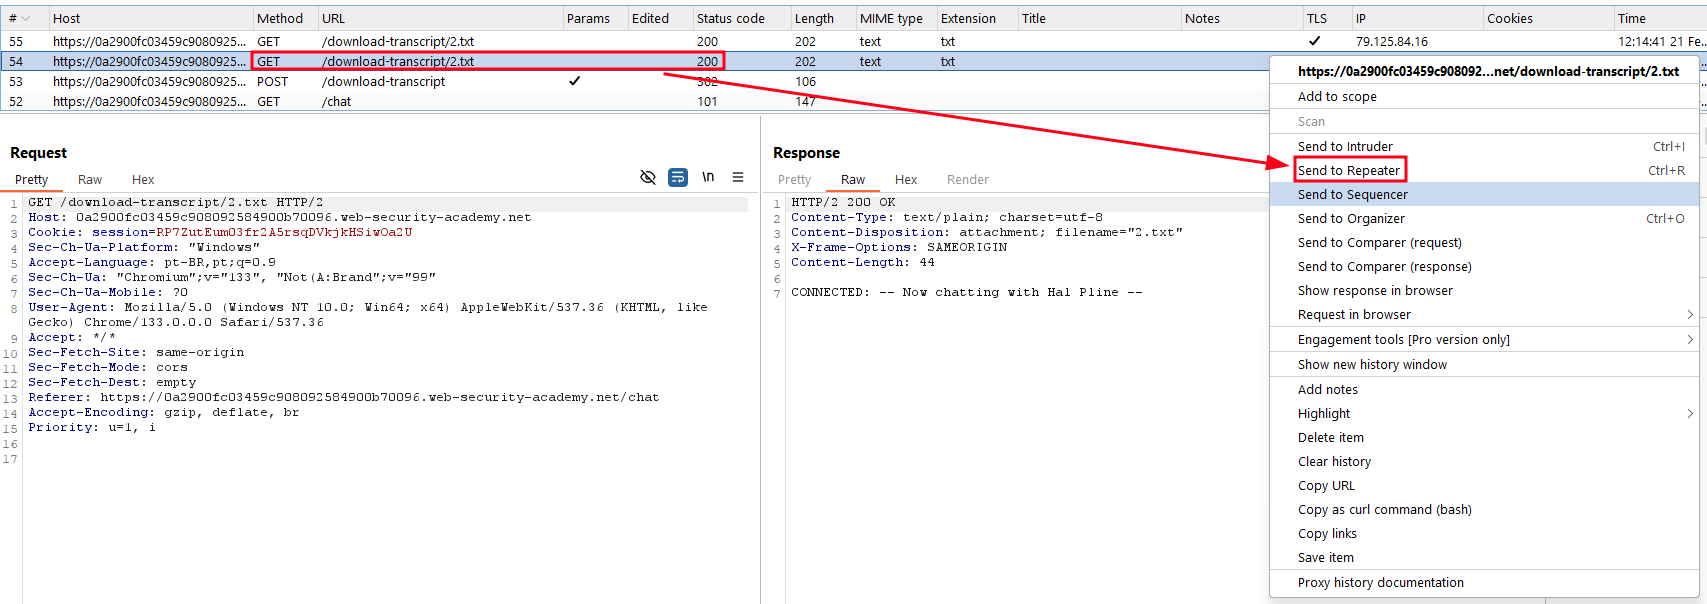 # Host Method URL Params Edited Status code Length MIME type Extension Title Notes TLS IP Cookies Time
55 https://0a2900fc03459c9080925... GET /download-transcript/2.txt 200 202 text txt ✓ 79.125.84.16 12:14:41 21 Fe...
54 https://0a2900fc03459c9080925... GET /download-transcript/2.txt 200 202 text txt
53 https://0a2900fc03459c9080925... POST /download-transcript ✓ 302 106
52 https://0a2900fc03459c9080925... GET /chat 101 147
Request
Pretty Raw Hex
\n
1 GET /download-transcript/2.txt HTTP/2
2 Host: 0a2900fc03459c908092584900b70096.web-security-academy.net
3 Cookie: session=RP7ZutEumO3fr2A5rsqDVkjkHSiwOa2U
4 Sec-Ch-Ua-Platform: "Windows"
5 Accept-Language: pt-BR,pt;q=0.9
6 Sec-Ch-Ua: "Chromium";v="133", "Not(A:Brand";v="99"
7 Sec-Ch-Ua-Mobile: ?0
8 User-Agent: Mozilla/5.0 (Windows NT 10.0; Win64; x64) AppleWebKit/537.36 (KHTML, like
Gecko) Chrome/133.0.0.0 Safari/537.36
9 Accept: */*
10 Sec-Fetch-Site: same-origin
11 Sec-Fetch-Mode: cors
12 Sec-Fetch-Dest: empty
13 Referer: https://0a2900fc03459c908092584900b70096.web-security-academy.net/chat
14 Accept-Encoding: gzip, deflate, br
15 Priority: u=1, i
16
17
Response
Pretty Raw Hex Render
1 HTTP/2 200 OK
2 Content-Type: text/plain; charset=utf-8
3 Content-Disposition: attachment; filename="2.txt"
4 X-Frame-Options: SAMEORIGIN
5 Content-Length: 44
6
7 CONNECTED: -- Now chatting with Hal Pline --
https://0a2900fc03459c908092...net/download-transcript/2.txt
Add to scope
Scan
Send to Intruder Ctrl+I
Send to Repeater Ctrl+R
Send to Sequencer
Send to Organizer Ctrl+O
Send to Comparer (request)
Send to Comparer (response)
Show response in browser
Request in browser
Engagement tools [Pro version only]
Show new history window
Add notes
Highlight
Delete item
Clear history
Copy URL
Copy as curl command (bash)
Copy links
Save item
Proxy history documentation